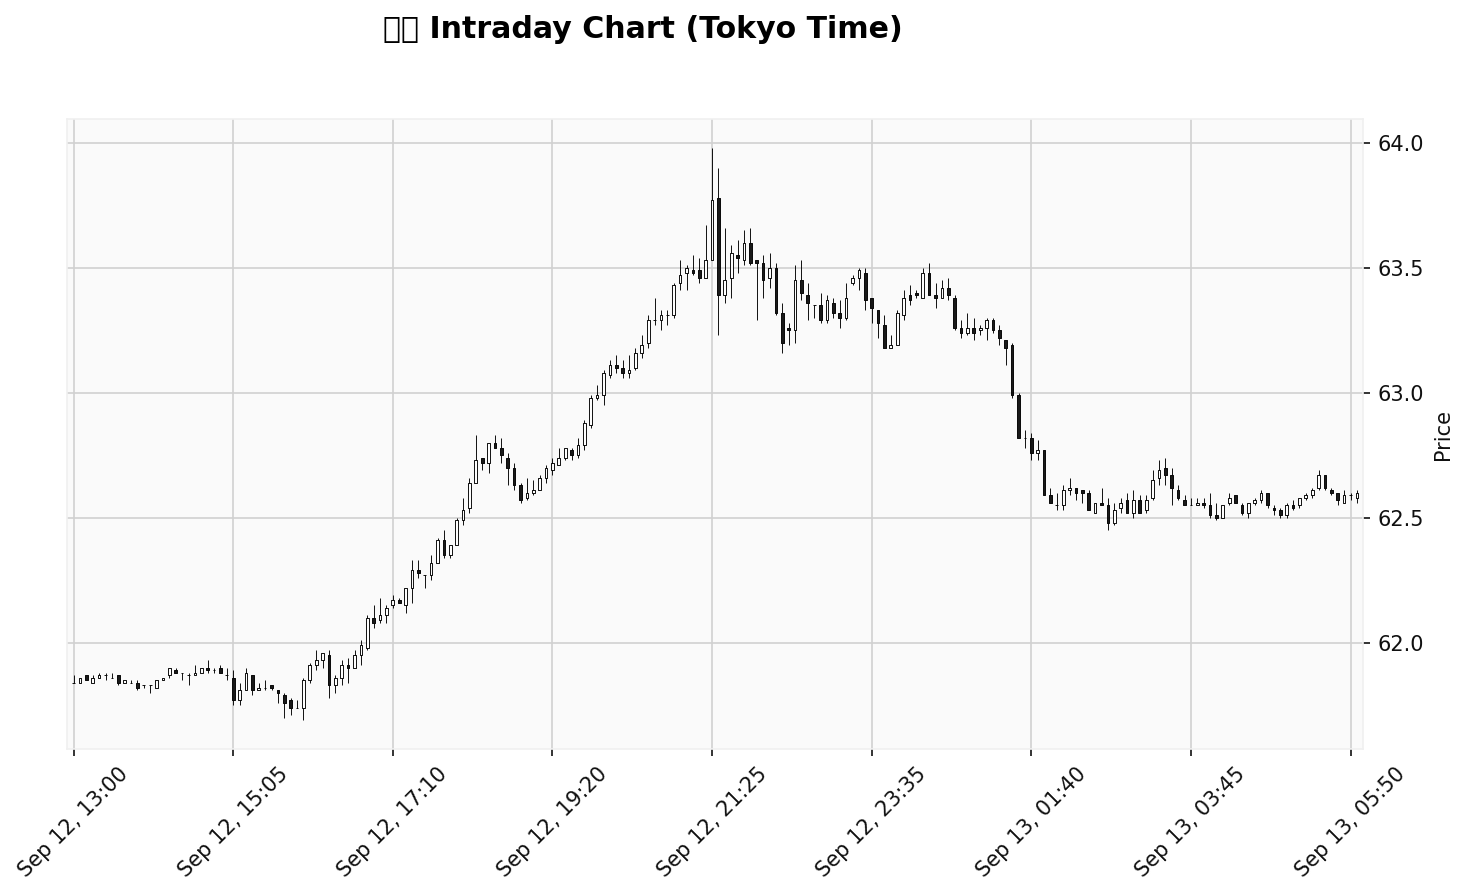 Intraday Chart (Tokyo Time)
64.0
63.5
63.0
62.5
62.0
Price
Sep 12, 13:00
Sep 12, 15:05
Sep 12, 17:10
Sep 12, 19:20
Sep 12, 21:25
Sep 12, 23:35
Sep 13, 01:40
Sep 13, 03:45
Sep 13, 05:50